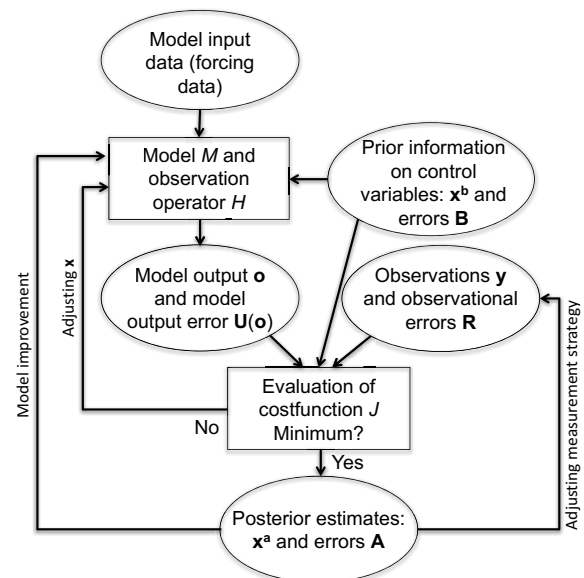 Model input
data (forcing
data)
Model M and
observation
operator H
Prior information
on control
variables: xᵇ and
errors B
Model output o
and model
output error U(o)
Observations y
and observational
errors R
Evaluation of
costfunction J
Minimum?
No
Yes
Posterior estimates:
xᵃ and errors A
Model improvement
Adjusting x
Adjusting measurement strategy